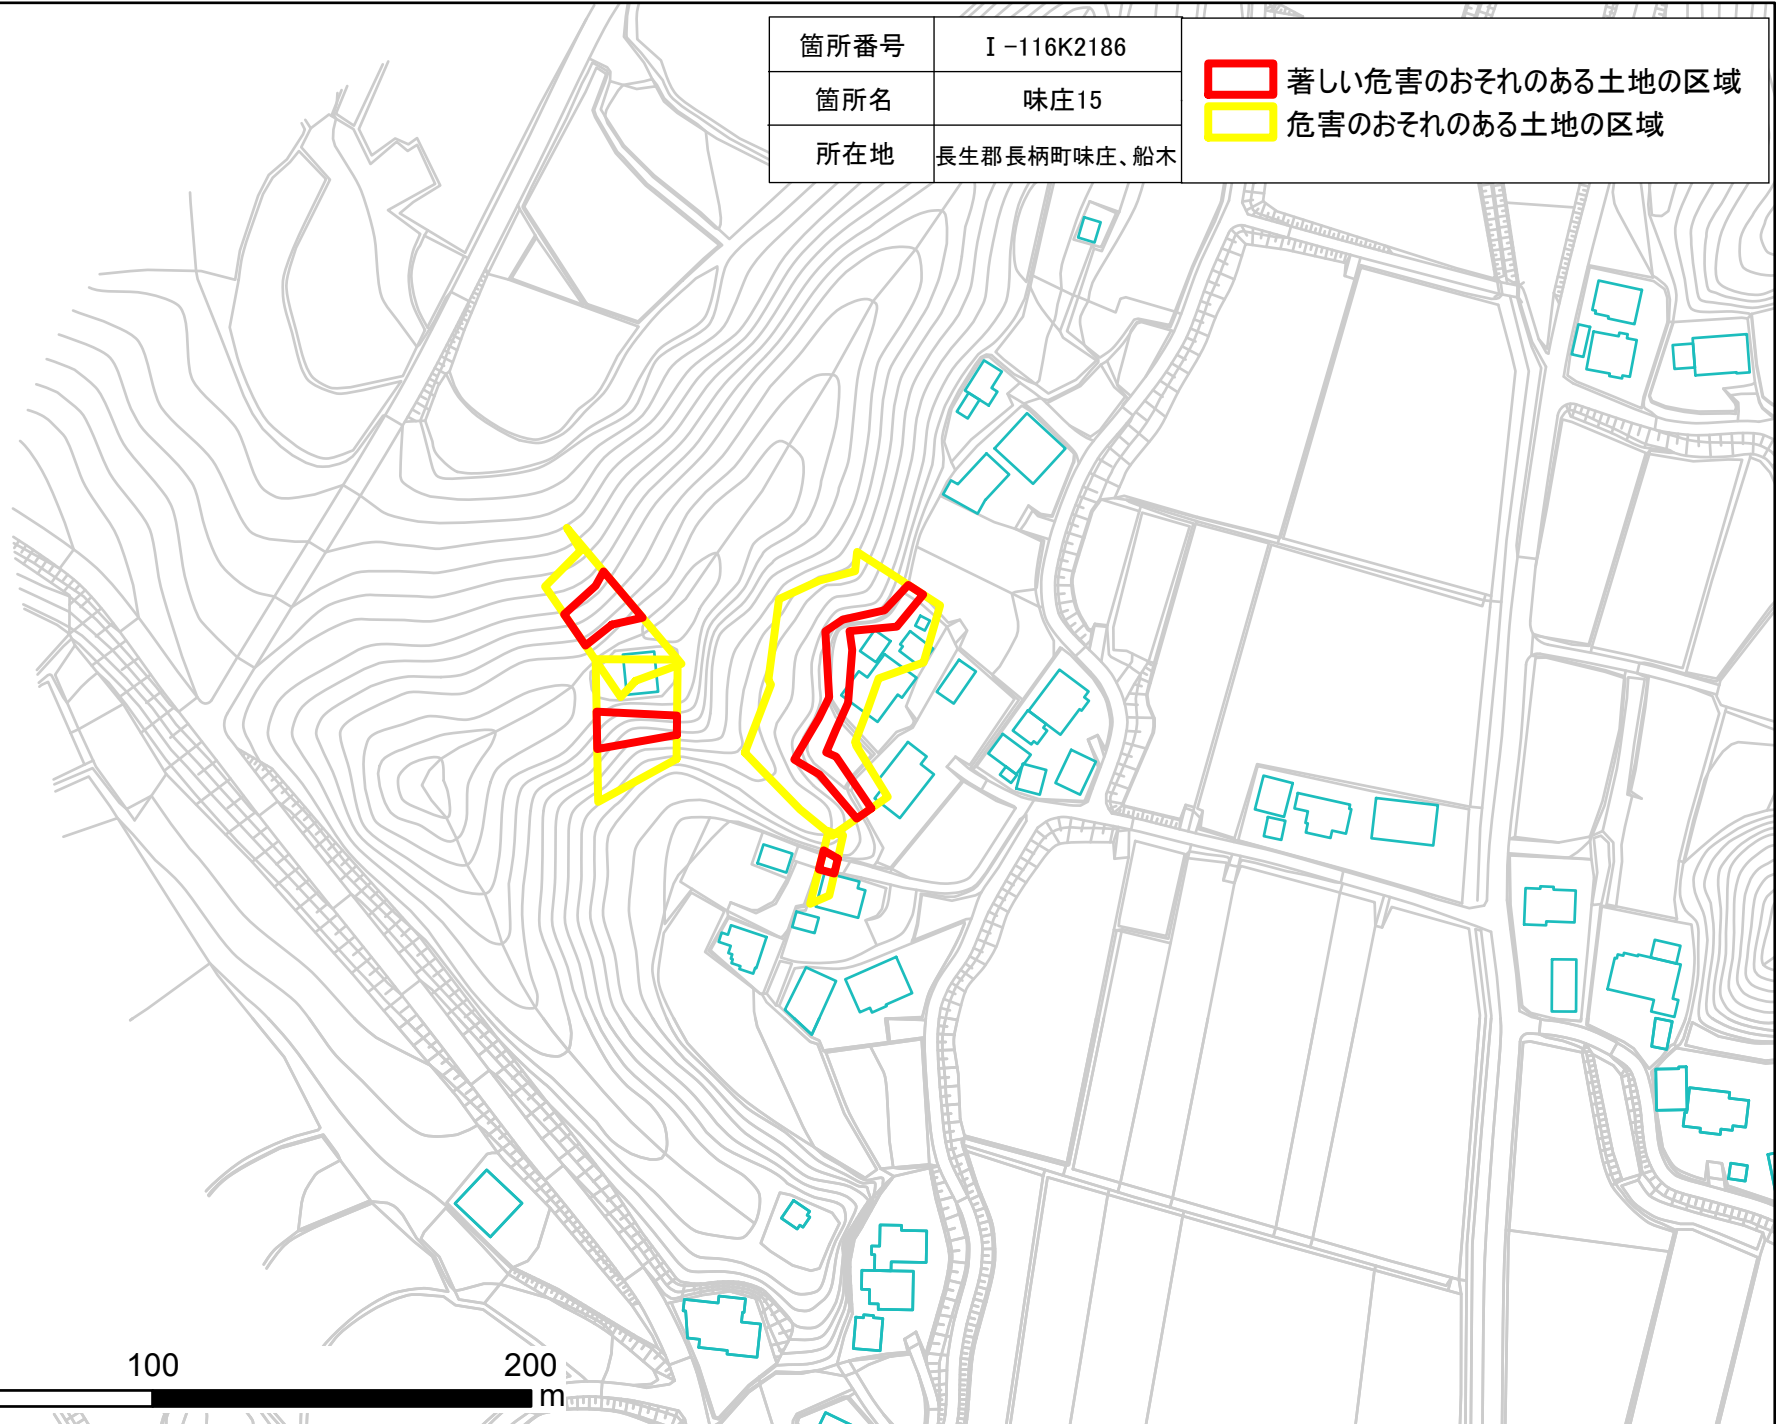 箇所番号 Ⅰ-116K2186
箇所名 味庄15
所在地 長生郡長柄町味庄、船木
著しい危害のおそれのある土地の区域
危害のおそれのある土地の区域
100 200
m